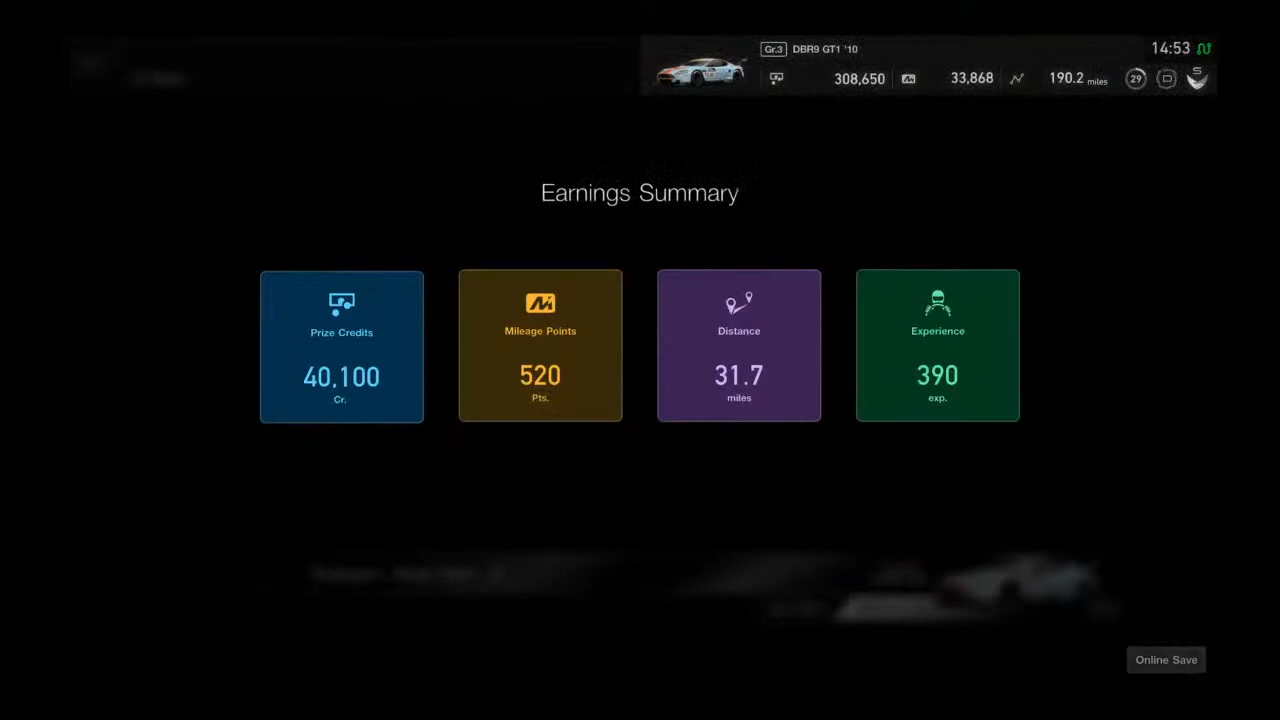 Gr.3 DBR9 GT1 '10
14:53
308,650
33,868
190.2 miles
29
S
Earnings Summary
Prize Credits
40,100
Cr.
Mileage Points
520
Pts.
Distance
31.7
miles
Experience
390
exp.
Online Save